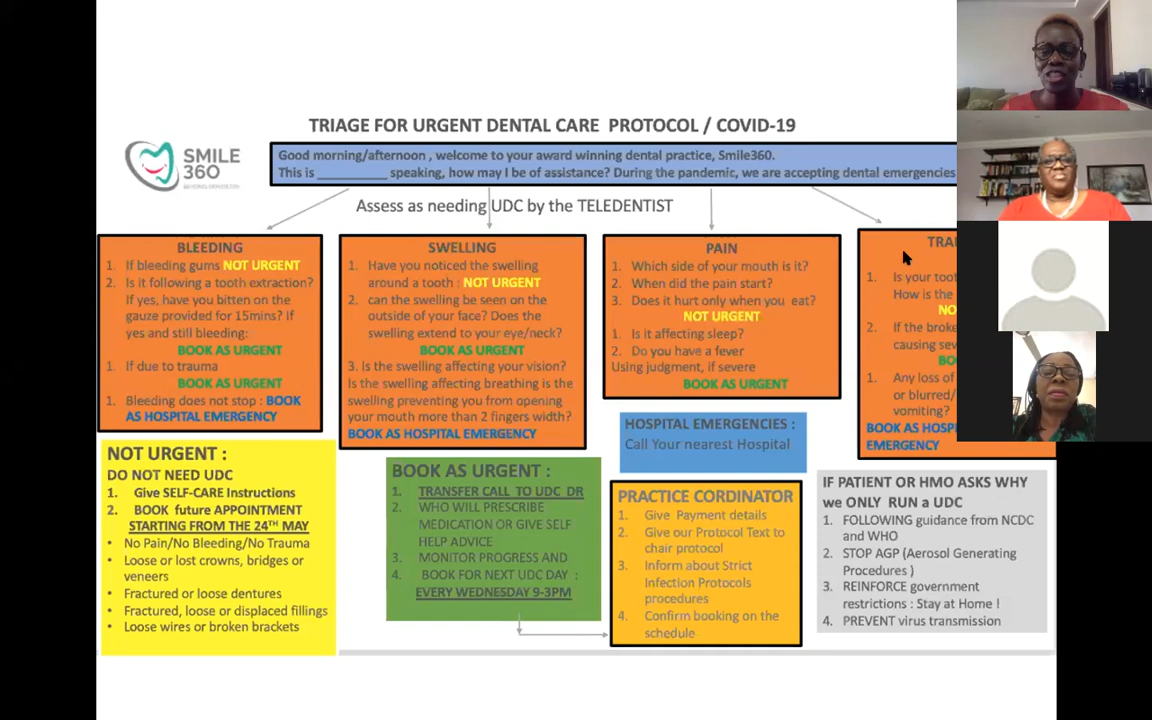 TRIAGE FOR URGENT DENTAL CARE PROTOCOL / COVID-19
SMILE
360
Good morning/afternoon , welcome to your award winning dental practice, Smile360.
This is __________ speaking, how may I be of assistance? During the pandemic, we are accepting dental emergencies
Assess as needing UDC by the TELEDENTIST
BLEEDING
1. If bleeding gums NOT URGENT
2. Is it following a tooth extraction?
If yes, have you bitten on the
gauze provided for 15mins? If
yes and still bleeding:
BOOK AS URGENT
1. If due to trauma
BOOK AS URGENT
1. Bleeding does not stop : BOOK
AS HOSPITAL EMERGENCY
SWELLING
1. Have you noticed the swelling
around a tooth : NOT URGENT
2. can the swelling be seen on the
outside of your face? Does the
swelling extend to your eye/neck?
BOOK AS URGENT
3. Is the swelling affecting your vision?
Is the swelling affecting breathing is the
swelling preventing you from opening
your mouth more than 2 fingers width?
BOOK AS HOSPITAL EMERGENCY
PAIN
1. Which side of your mouth is it?
2. When did the pain start?
3. Does it hurt only when you eat?
NOT URGENT
1. Is it affecting sleep?
2. Do you have a fever
Using judgment, if severe
BOOK AS URGENT
TRA
1. Is your toot
How is the
NO
2. If the broke
causing sev
BO
1. Any loss of
or blurred/
vomiting?
BOOK AS HOSP
EMERGENCY
NOT URGENT :
DO NOT NEED UDC
1. Give SELF-CARE Instructions
2. BOOK future APPOINTMENT
STARTING FROM THE 24TH MAY
• No Pain/No Bleeding/No Trauma
• Loose or lost crowns, bridges or
veneers
• Fractured or loose dentures
• Fractured, loose or displaced fillings
• Loose wires or broken brackets
BOOK AS URGENT :
1. TRANSFER CALL TO UDC DR
2. WHO WILL PRESCRIBE
MEDICATION OR GIVE SELF
HELP ADVICE
3. MONITOR PROGRESS AND
4. BOOK FOR NEXT UDC DAY :
EVERY WEDNESDAY 9-3PM
HOSPITAL EMERGENCIES :
Call Your nearest Hospital
PRACTICE CORDINATOR
1. Give Payment details
2. Give our Protocol Text to
chair protocol
3. Inform about Strict
Infection Protocols
procedures
4. Confirm booking on the
schedule
IF PATIENT OR HMO ASKS WHY
we ONLY RUN a UDC
1. FOLLOWING guidance from NCDC
and WHO
2. STOP AGP (Aerosol Generating
Procedures )
3. REINFORCE government
restrictions : Stay at Home !
4. PREVENT virus transmission